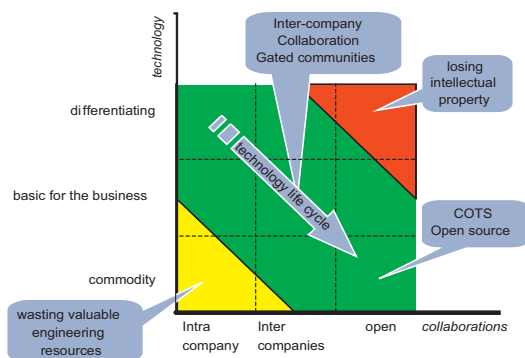 technology
Inter-company
Collaboration
Gated communities
losing
intellectual
property
differentiating
technology life cycle
basic for the business
COTS
Open source
commodity
wasting valuable
engineering
resources
Intra
company
Inter
companies
open
collaborations